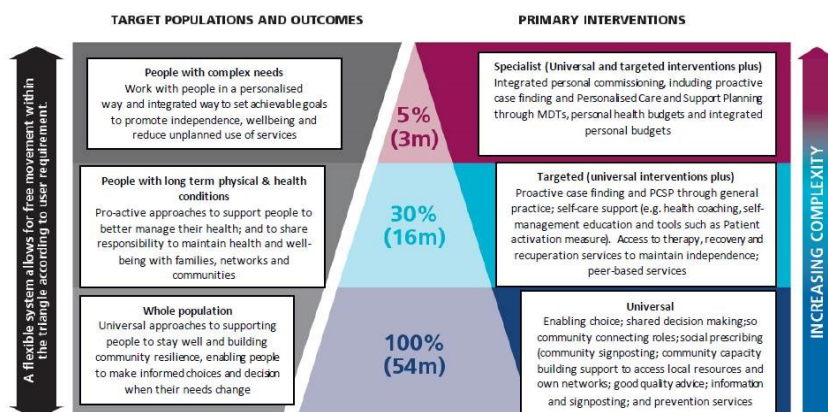 TARGET POPULATIONS AND OUTCOMES
PRIMARY INTERVENTIONS
A flexible system allows for free movement within
the triangle according to user requirement.
People with complex needs
Work with people in a personalised
way and integrated way to set achievable goals
to promote independence, wellbeing and
reduce unplanned use of services
5%
(3m)
Specialist (Universal and targeted interventions plus)
Integrated personal commissioning, including proactive
case finding and Personalised Care and Support Planning
through MDTs, personal health budgets and integrated
personal budgets
People with long term physical & health
conditions
Pro-active approaches to support people to
better manage their health; and to share
responsibility to maintain health and well-
being with families, networks and
communities
30%
(16m)
Targeted (universal interventions plus)
Proactive case finding and PCSP through general
practice; self-care support (e.g. health coaching, self-
management education and tools such as Patient
activation measure).  Access to therapy, recovery and
recuperation services to maintain independence;
peer-based services
Whole population
Universal approaches to supporting
people to stay well and building
community resilience, enabling people
to make informed choices and decision
when their needs change
100%
(54m)
Universal
Enabling choice; shared decision making;so
community connecting roles; social prescribing
(community signposting; community capacity
building support to access local resources and
own networks; good quality advice; information
and signposting; and prevention services
INCREASING COMPLEXITY